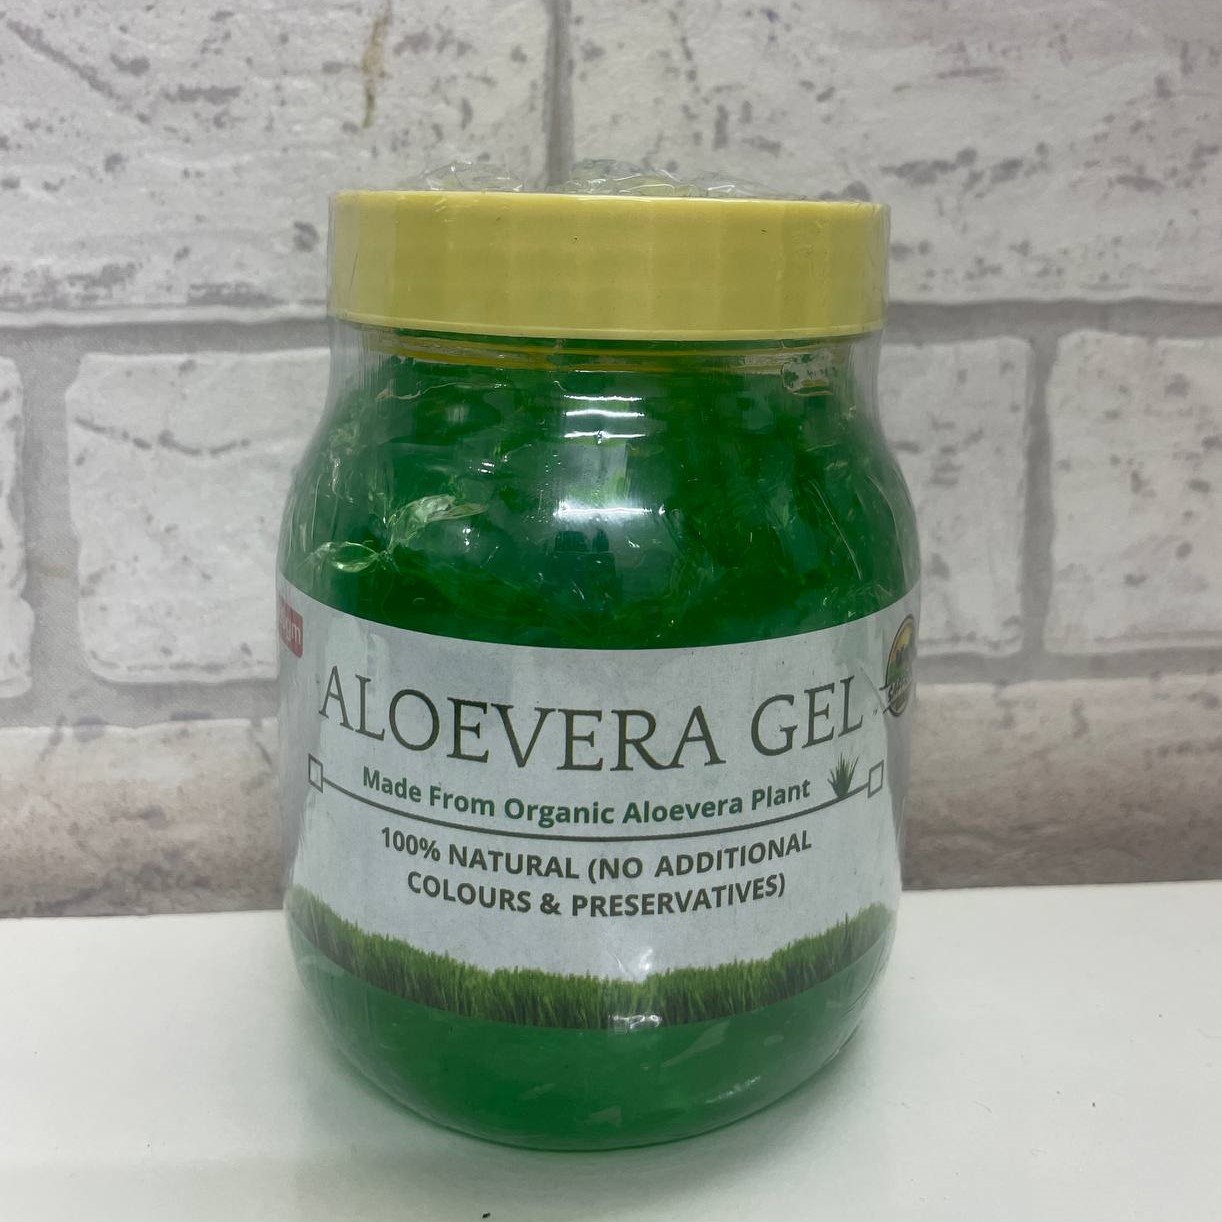 ALOEVERA GEL
Made From Organic Aloevera Plant
100% NATURAL (NO ADDITIONAL
COLOURS & PRESERVATIVES)